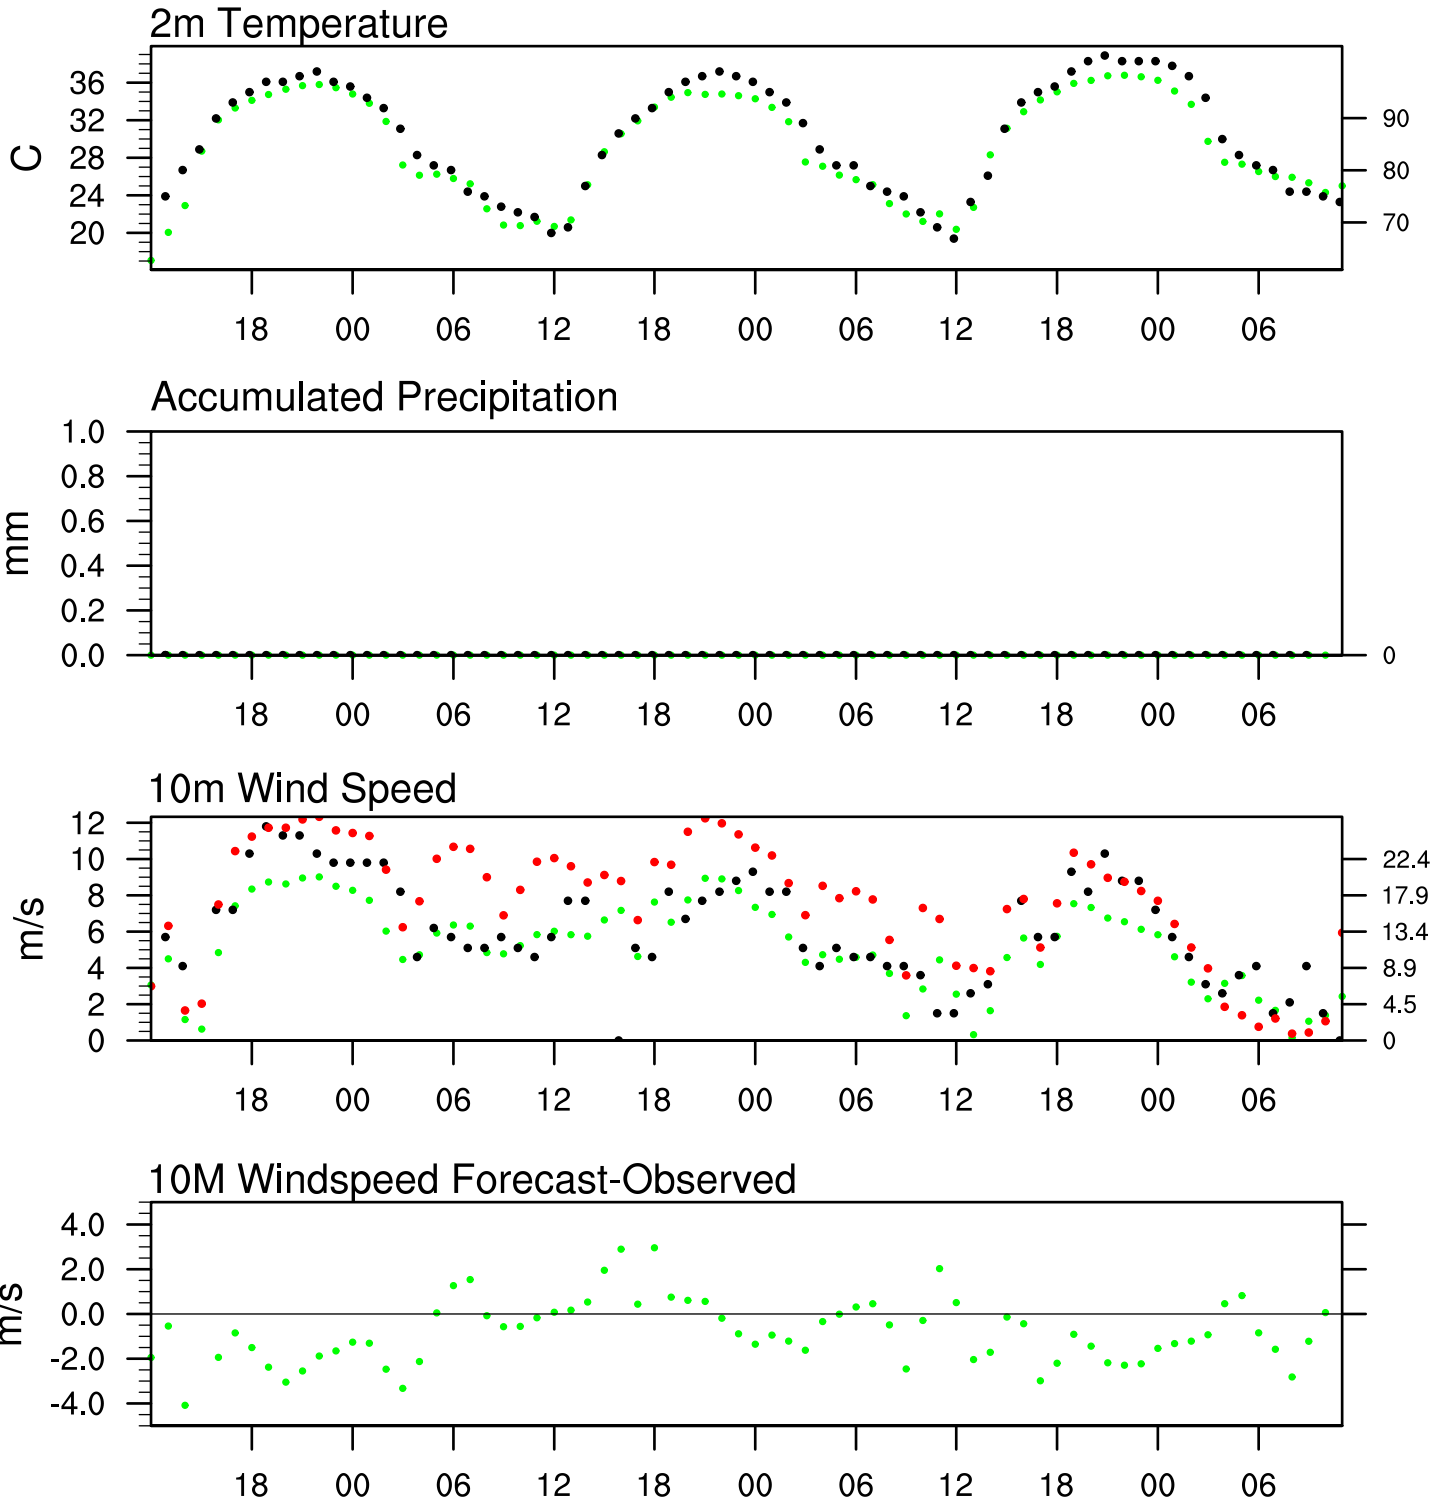 2m Temperature
C
36
32
28
24
20
90
80
70
18 00 06 12 18 00 06 12 18 00 06
Accumulated Precipitation
mm
1.0
0.8
0.6
0.4
0.2
0.0
0
18 00 06 12 18 00 06 12 18 00 06
10m Wind Speed
m/s
12
10
8
6
4
2
0
22.4
17.9
13.4
8.9
4.5
0
18 00 06 12 18 00 06 12 18 00 06
10M Windspeed Forecast-Observed
m/s
4.0
2.0
0.0
-2.0
-4.0
18 00 06 12 18 00 06 12 18 00 06